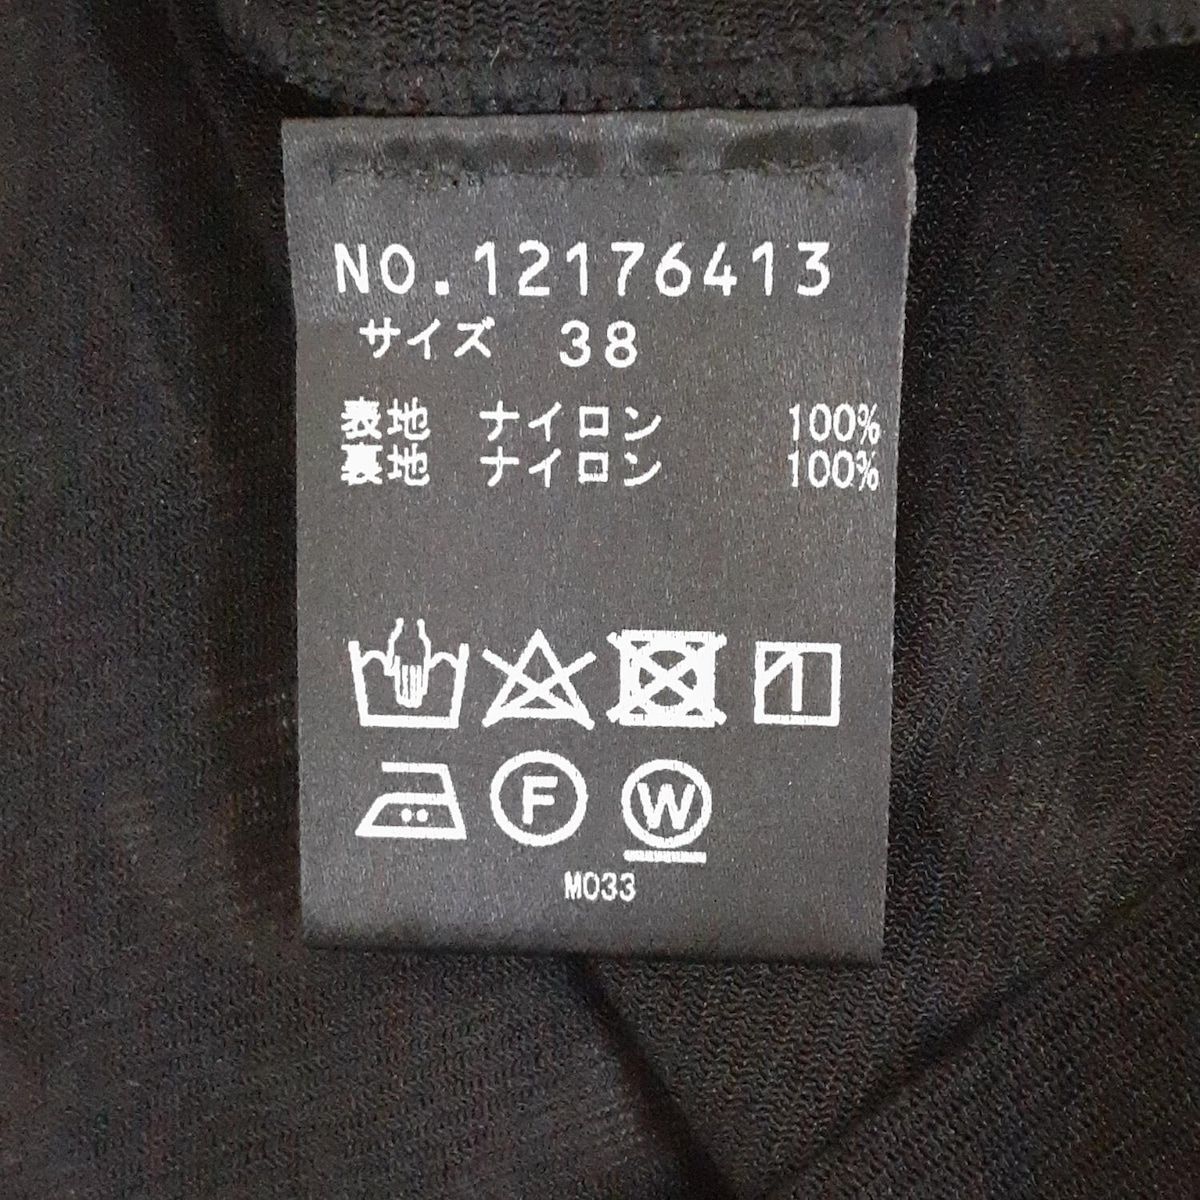 NO.12176413
サイズ 38
表地 ナイロン 100%
裏地 ナイロン 100%
F W
M033